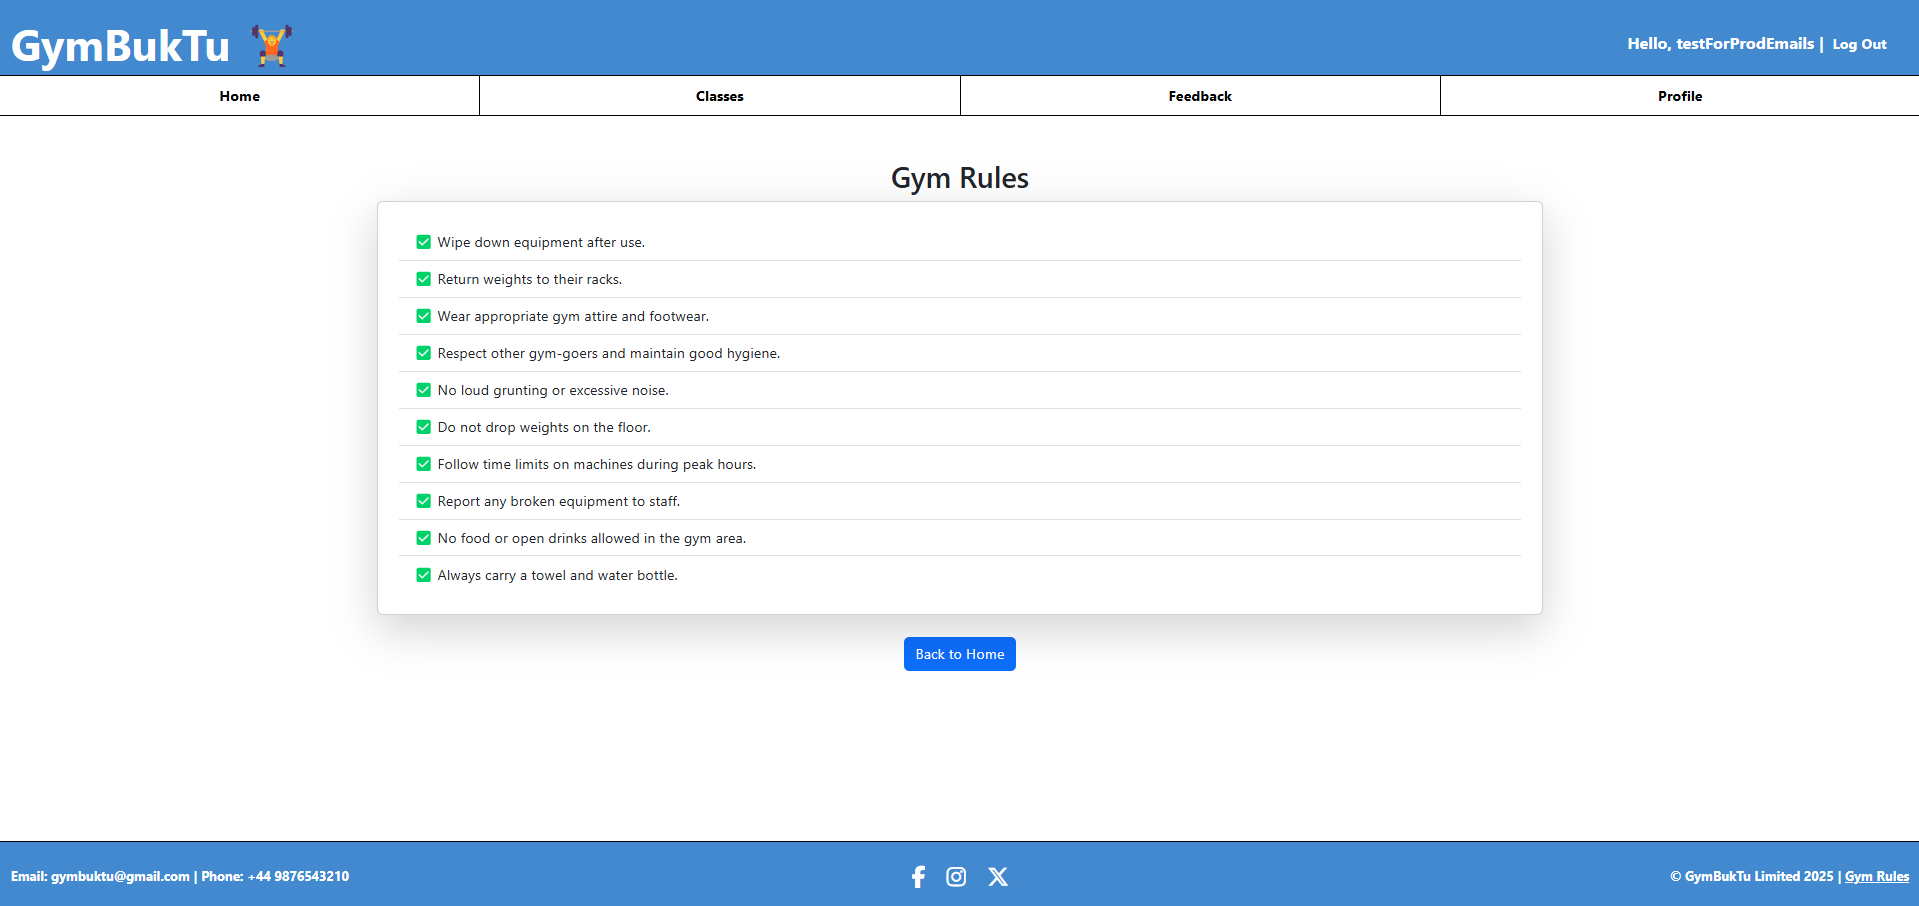 GymBukTu
Hello, testForProdEmails | Log Out
Home Classes Feedback Profile
Gym Rules
Wipe down equipment after use.
Return weights to their racks.
Wear appropriate gym attire and footwear.
Respect other gym-goers and maintain good hygiene.
No loud grunting or excessive noise.
Do not drop weights on the floor.
Follow time limits on machines during peak hours.
Report any broken equipment to staff.
No food or open drinks allowed in the gym area.
Always carry a towel and water bottle.
Back to Home
Email: gymbuktu@gmail.com | Phone: +44 9876543210
© GymBukTu Limited 2025 | Gym Rules